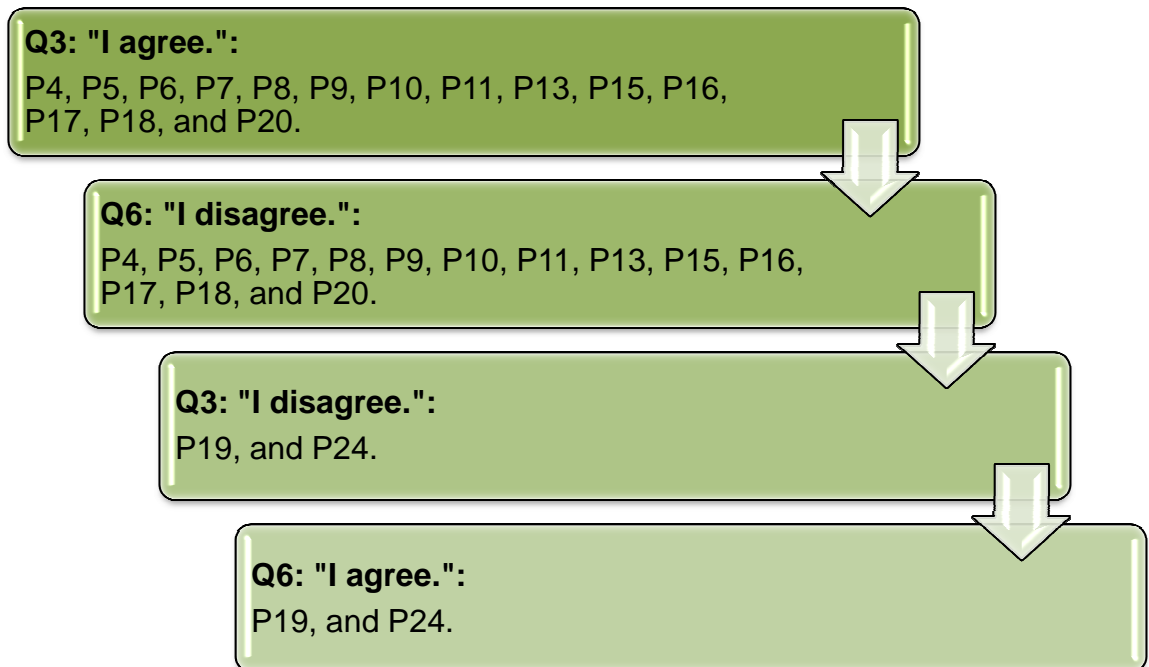 Q3: "I agree.":
P4, P5, P6, P7, P8, P9, P10, P11, P13, P15, P16,
P17, P18, and P20.
Q6: "I disagree.":
P4, P5, P6, P7, P8, P9, P10, P11, P13, P15, P16,
P17, P18, and P20.
Q3: "I disagree.":
P19, and P24.
Q6: "I agree.":
P19, and P24.